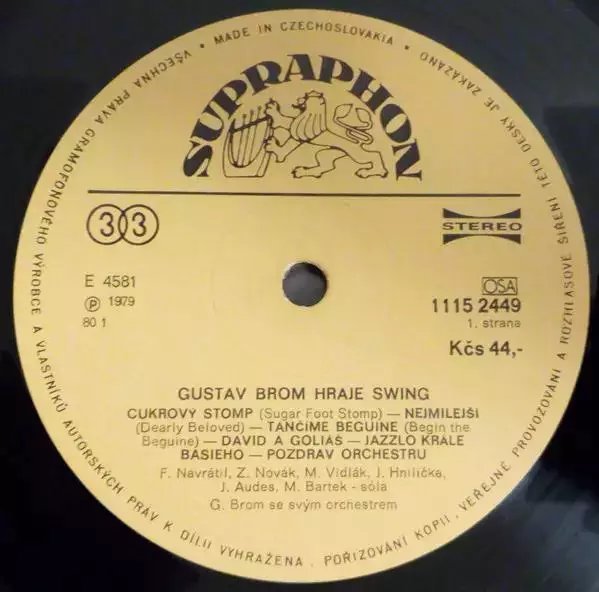 VŠECHNA PRÁVA GRAMOFONOVÉHO VÝROBCE A VLASTNÍKŮ AUTORSKÝCH PRÁV K DÍLU VYHRAŽENA. POŘIZOVÁNÍ KOPIÍ, VEŘEJNÉ PROVOZOVÁNÍ A ROZHLASOVÉ ŠÍŘENÍ TÉTO DESKY JE ZAKÁZÁNO
• MADE IN CZECHOSLOVAKIA •
SUPRAPHON
33
STEREO
E 4581
Ⓟ 1979
80 1
OSA
1115 2449
1. strana
Kčs 44,-
GUSTAV BROM HRAJE SWING
CUKROVÝ STOMP (Sugar Foot Stomp) — NEJMILEJŠÍ
(Dearly Beloved) — TANČÍME BEGUINE (Begin the
Beguine) — DAVID A GOLIÁŠ — JAZZLO KRÁLE
BASIEHO — POZDRAV ORCHESTRU
F. Navrátil, Z. Novák, M. Vidlák, J. Hnilička,
J. Audes, M. Bartek - sóla
G. Brom se svým orchestrem